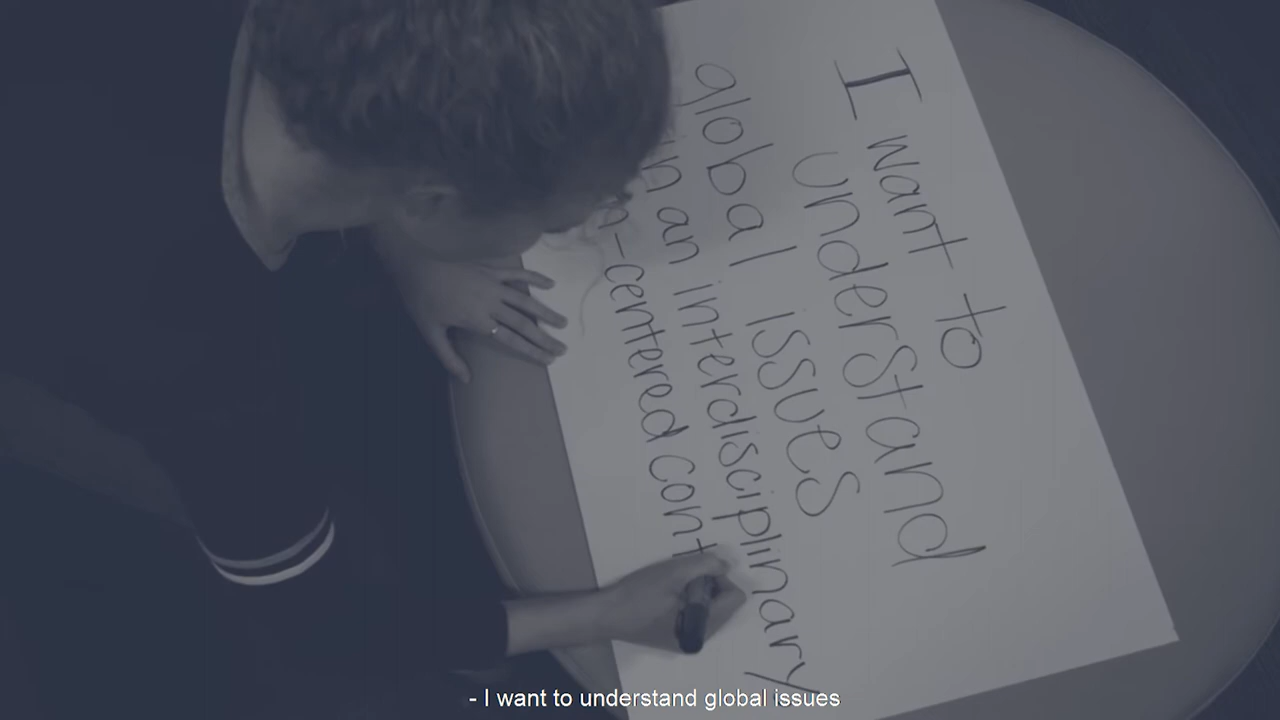 I want to
understand
global issues
in an interdisciplinary
-centered cont
- I want to understand global issues